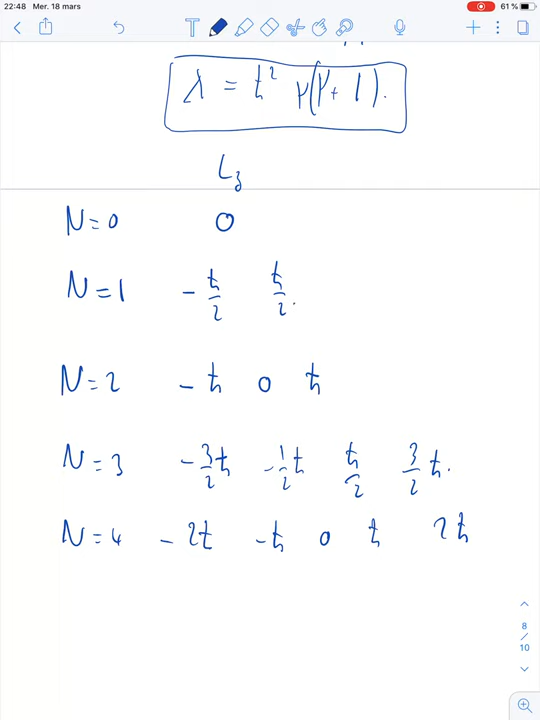 22:48 Mer. 18 mars 61 %
λ = ħ² μ(μ + 1).
L_z
N = 0 0
N = 1 - ħ/2 ħ/2.
N = 2 - ħ 0 ħ
N = 3 - 3/2 ħ - 1/2 ħ ħ/2 3/2 ħ.
N = 4 - 2ħ - ħ 0 ħ 2ħ
8 / 10